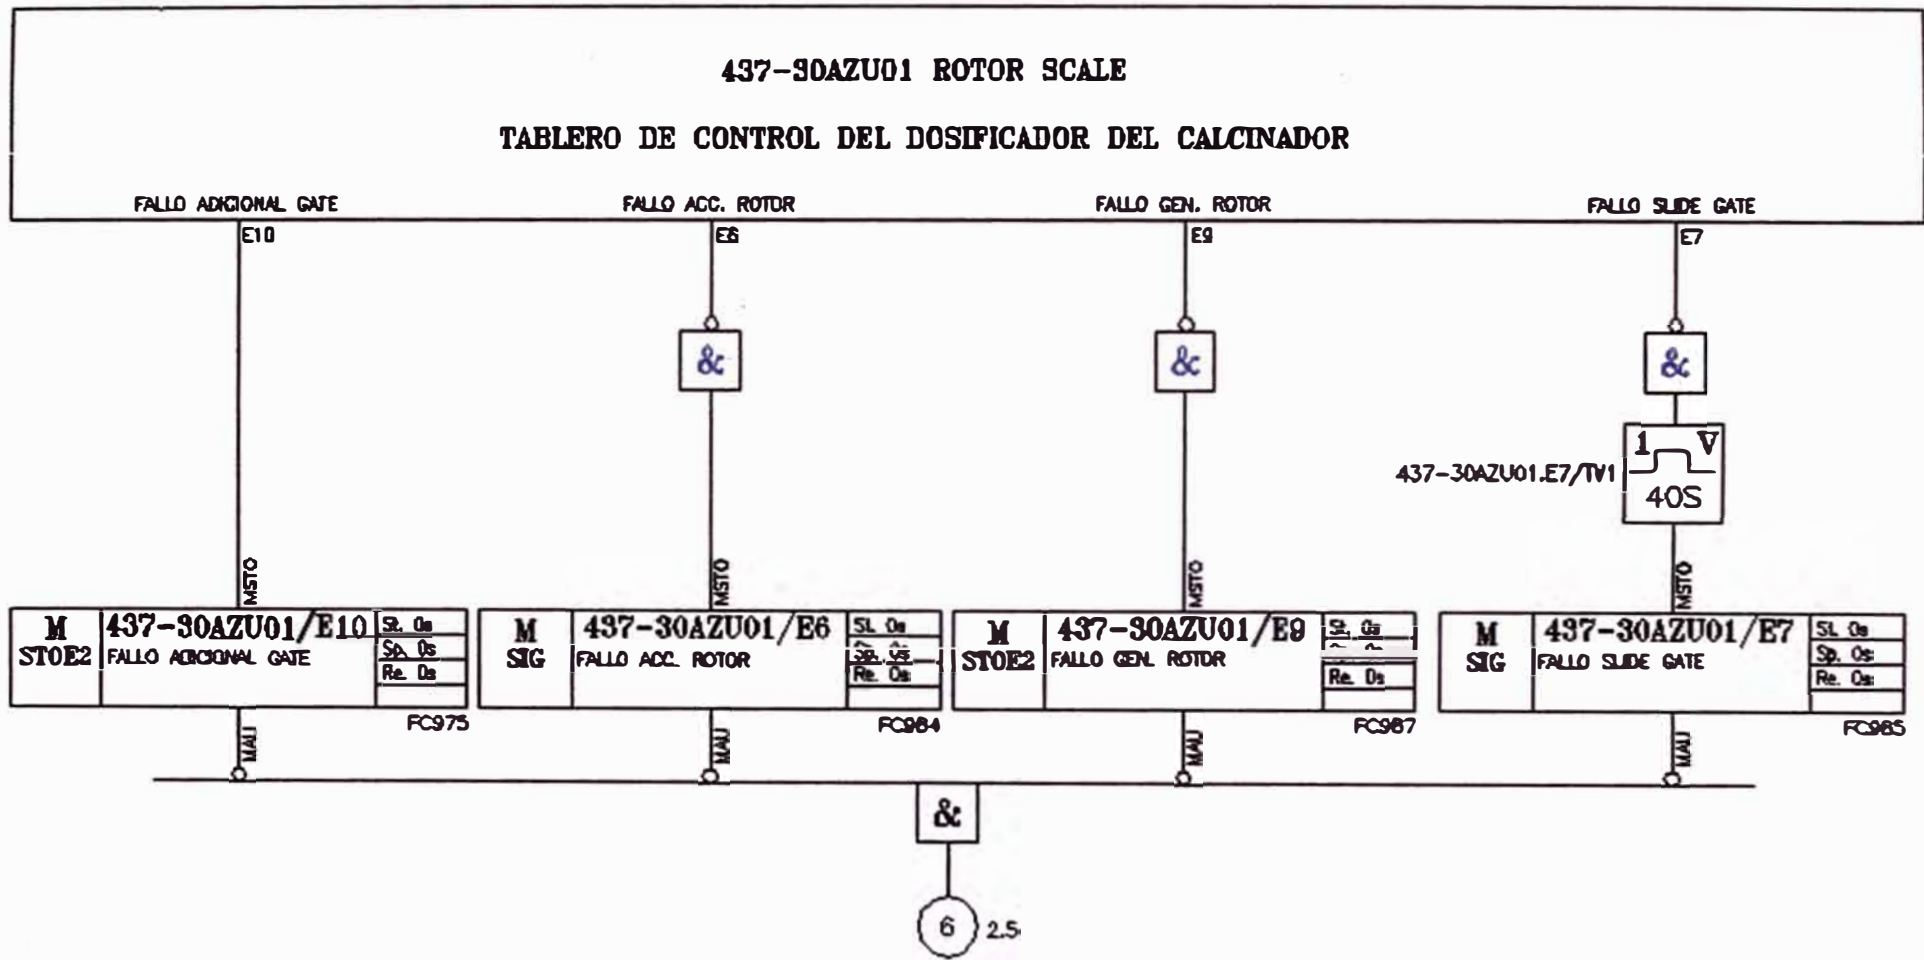 437-30AZU01 ROTOR SCALE
TABLERO DE CONTROL DEL DOSIFICADOR DEL CALCINADOR
FALLO ADICIONAL GATE
FALLO ACC. ROTOR
FALLO GEN. ROTOR
FALLO SLIDE GATE
E10
E6
E9
E7
&
&
&
1 V
437-30AZU01.E7/TV1
40S
MSTO
MSTO
MSTO
MSTO
M
STOE2
437-30AZU01/E10
FALLO ADICIONAL GATE
St. 0s
Sp. 0s
Re. 0s
M
SIG
437-30AZU01/E6
FALLO ACC. ROTOR
St. 0s
Sp. 0s
Re. 0s
M
STOE2
437-30AZU01/E9
FALLO GEN. ROTOR
St. 0s
Re. 0s
M
SIG
437-30AZU01/E7
FALLO SLIDE GATE
St. 0s
Sp. 0s
Re. 0s
FC975
FC984
FC987
FC985
MAU
MAU
MAU
MAU
&
6
2.5